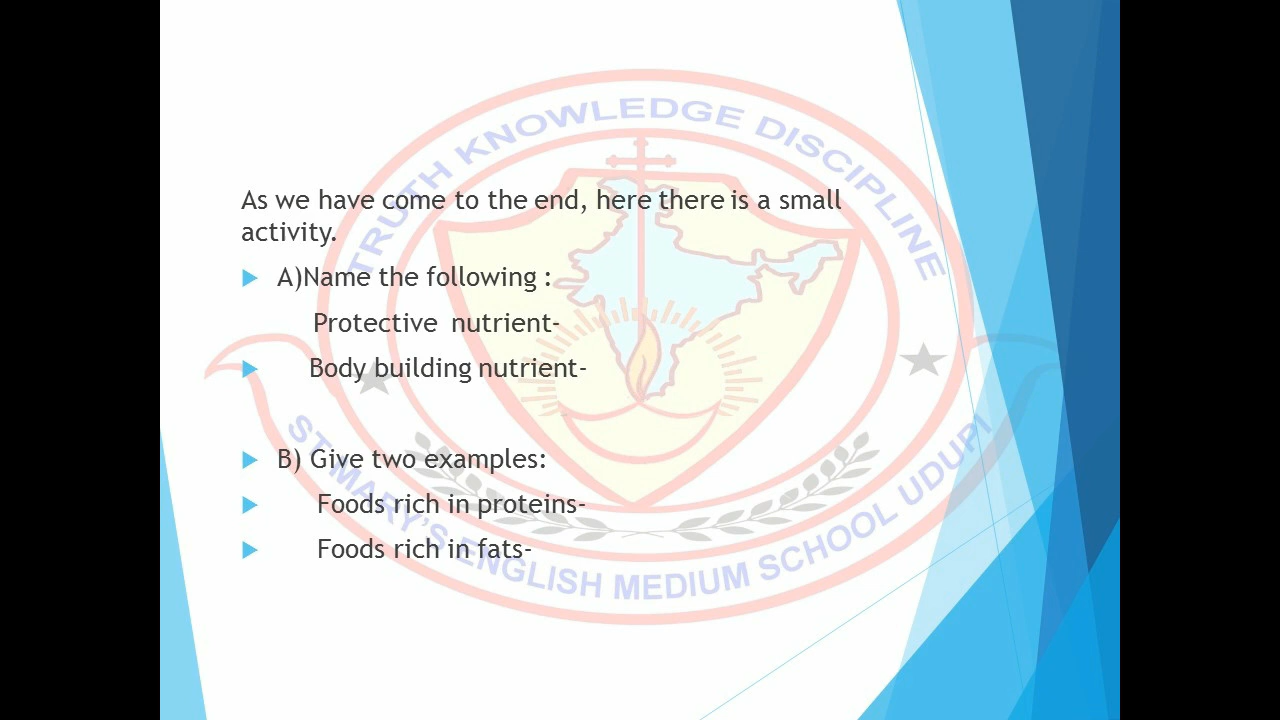 TRUTH KNOWLEDGE DISCIPLINE
As we have come to the end, here there is a small
activity.
A)Name the following :
Protective nutrient-
Body building nutrient-
B) Give two examples:
Foods rich in proteins-
Foods rich in fats-
ST MARY'S ENGLISH MEDIUM SCHOOL UDUPI